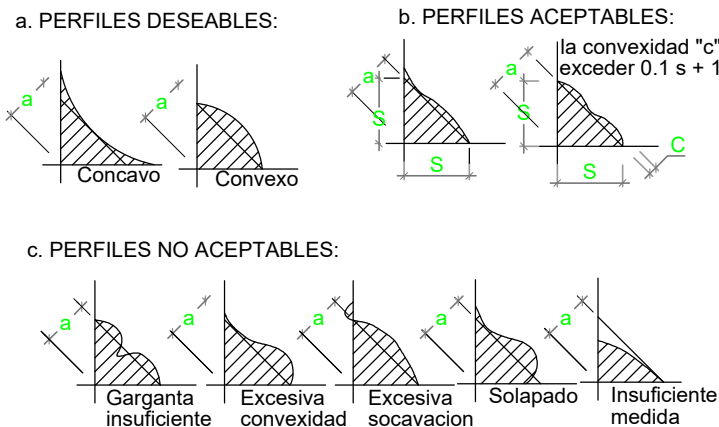 a. PERFILES DESEABLES:
a
Concavo
a
Convexo
b. PERFILES ACEPTABLES:
la convexidad "c"
exceder 0.1 s + 1
a
S
S
a
S
S
C
c. PERFILES NO ACEPTABLES:
a
Garganta
insuficiente
a
Excesiva
convexidad
a
Excesiva
socavacion
a
Solapado
a
Insuficiente
medida